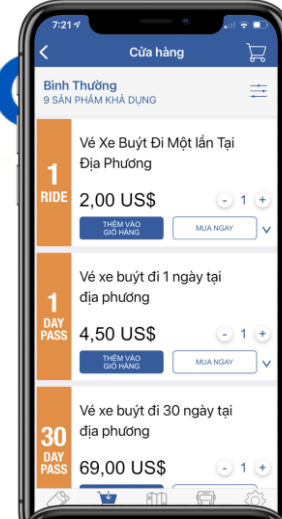 7:21
Cửa hàng
Bình Thường
9 SẢN PHẨM KHẢ DỤNG
1
RIDE
Vé Xe Buýt Đi Một lần Tại
Địa Phương
2,00 US$
- 1 +
THÊM VÀO
GIỎ HÀNG
MUA NGAY
1
DAY
PASS
Vé xe buýt đi 1 ngày tại
địa phương
4,50 US$
- 1 +
THÊM VÀO
GIỎ HÀNG
MUA NGAY
30
DAY
PASS
Vé xe buýt đi 30 ngày tại
địa phương
69,00 US$
- 1 +